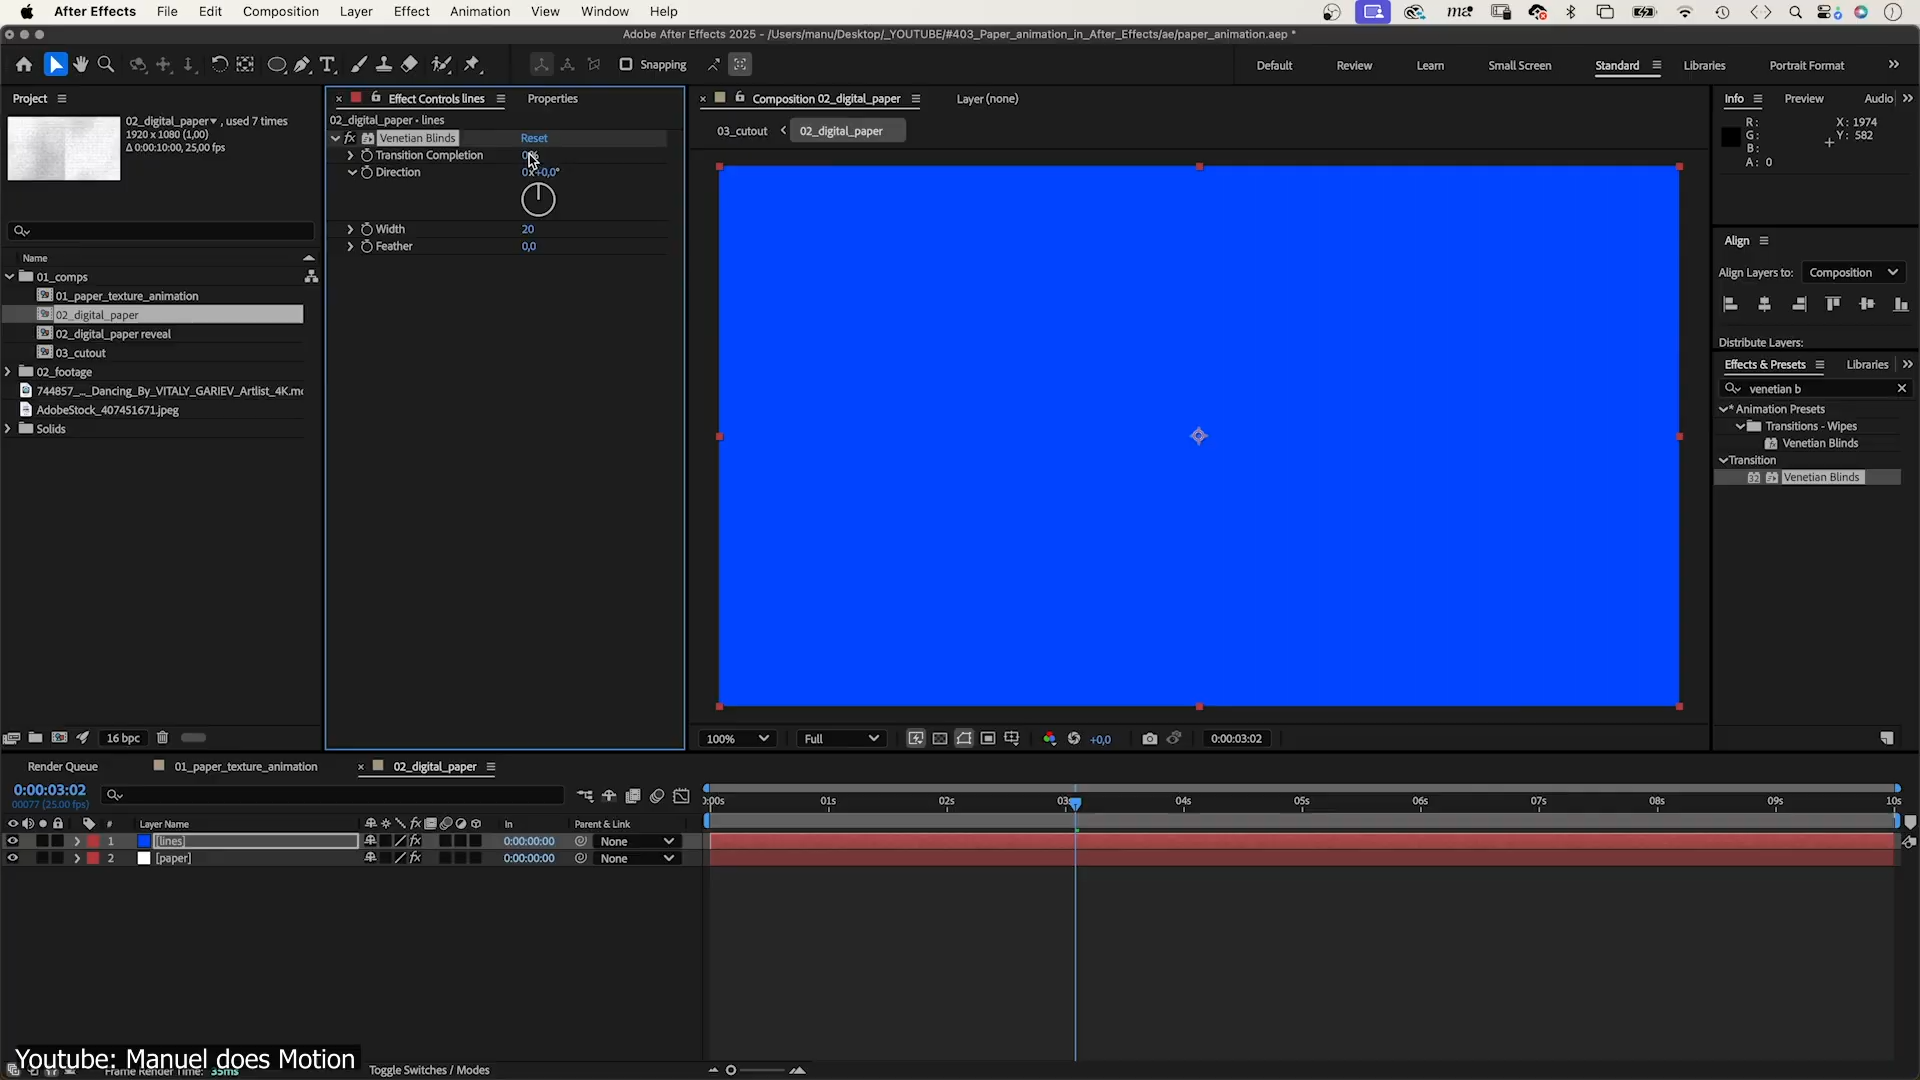 After Effects File Edit Composition Layer Effect Animation View Window Help
Adobe After Effects 2025 - /Users/manu/Desktop/_YOUTUBE/#403_Paper_animation_in_After_Effects/ae/paper_animation.aep *
Snapping
Default Review Learn Small Screen Standard Libraries Portrait Format
Project
02_digital_paper , used 7 times
1920 x 1080 (1,00)
Δ 0:00:10:00, 25,00 fps)
Name
01_comps
01_paper_texture_animation
02_digital_paper
02_digital_paper reveal
03_cutout
02_footage
744857_..._Dancing_By_VITALY_GARIEV_Artlist_4K.mc
AdobeStock_407451671.jpeg
Solids
16 bpc
Effect Controls lines Properties
02_digital_paper • lines
fx Venetian Blinds Reset
Transition Completion 0%
Direction 0x+0,0°
Width 20
Feather 0,0
Composition 02_digital_paper Layer (none)
03_cutout 02_digital_paper
100% Full +0,0 0:00:03:02
Info Preview Audio
R: X: 1974
G: Y: 582
B:
A: 0
Align
Align Layers to: Composition
Distribute Layers:
Effects & Presets Libraries
venetian b
* Animation Presets
Transitions - Wipes
Venetian Blinds
Transition
32 Venetian Blinds
Render Queue 01_paper_texture_animation 02_digital_paper
0:00:03:02
00077 (25.00 fps)
:00s 01s 02s 03s 04s 05s 06s 07s 08s 09s 10s
# Layer Name fx In Parent & Link
1 [lines] fx 0:00:00:00 None
2 [paper] fx 0:00:00:00 None
Youtube: Manuel does Motion
Frame Render Time: 35ms Toggle Switches / Modes